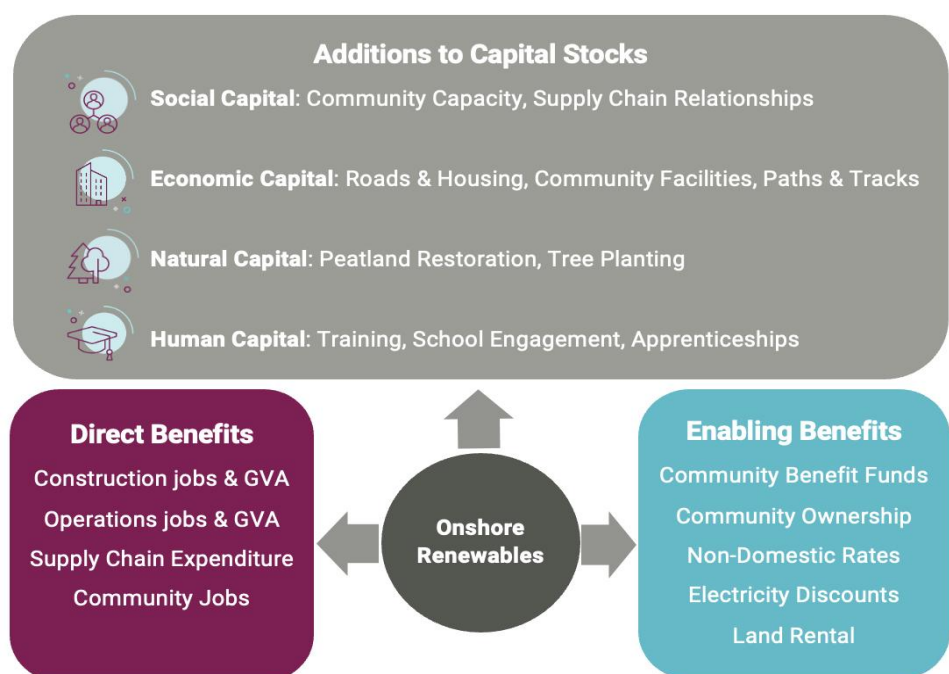 Additions to Capital Stocks
Social Capital: Community Capacity, Supply Chain Relationships
Economic Capital: Roads & Housing, Community Facilities, Paths & Tracks
Natural Capital: Peatland Restoration, Tree Planting
Human Capital: Training, School Engagement, Apprenticeships
Direct Benefits
Construction jobs & GVA
Operations jobs & GVA
Supply Chain Expenditure
Community Jobs
Onshore
Renewables
Enabling Benefits
Community Benefit Funds
Community Ownership
Non-Domestic Rates
Electricity Discounts
Land Rental